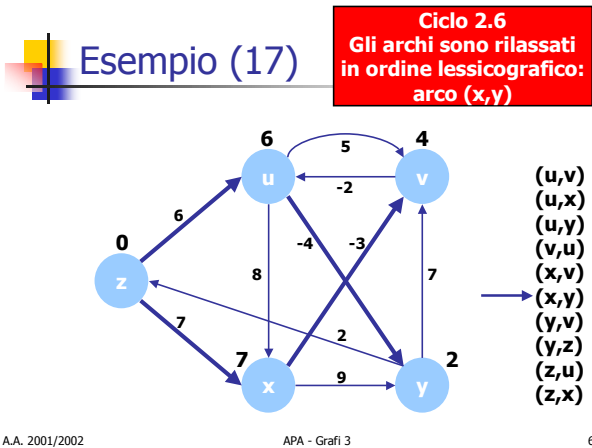 Esempio (17)
Ciclo 2.6
Gli archi sono rilassati
in ordine lessicografico:
arco (x,y)
6
5
4
u
v
-2
6
-4
-3
0
8
7
z
7
2
7
2
x
9
y
(u,v)
(u,x)
(u,y)
(v,u)
(x,v)
(x,y)
(y,v)
(y,z)
(z,u)
(z,x)
A.A. 2001/2002
APA - Grafi 3
6